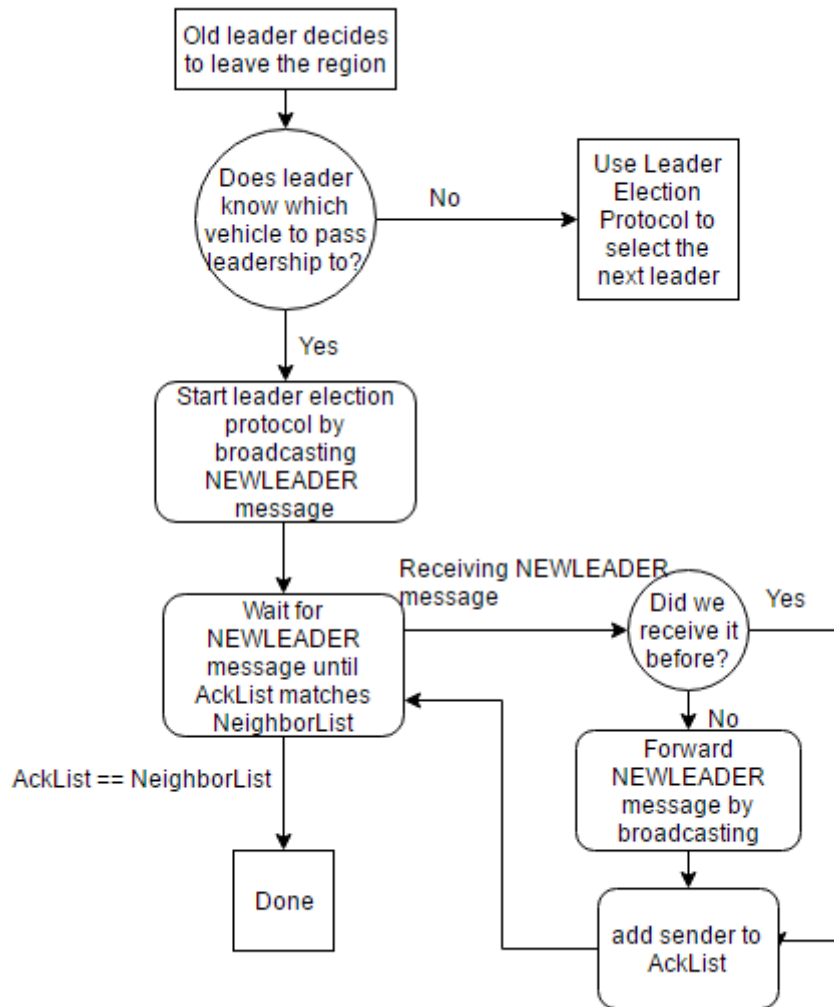 Old leader decides
to leave the region
Does leader
know which
vehicle to pass
leadership to?
No
Use Leader
Election
Protocol to
select the
next leader
Yes
Start leader election
protocol by
broadcasting
NEWLEADER
message
Receiving NEWLEADER
message
Wait for
NEWLEADER
message until
AckList matches
NeighborList
Did we
receive it
before?
Yes
No
Forward
NEWLEADER
message by
broadcasting
AckList == NeighborList
Done
add sender to
AckList